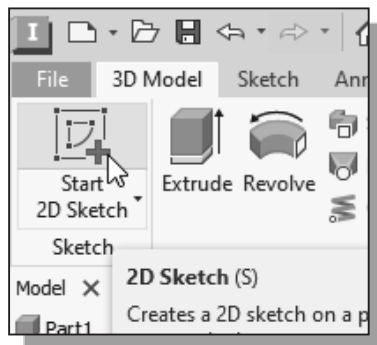 I
File 3D Model Sketch Ann
Start
2D Sketch
Extrude Revolve
Sketch
Model X
2D Sketch (S)
Creates a 2D sketch on a p
Part1